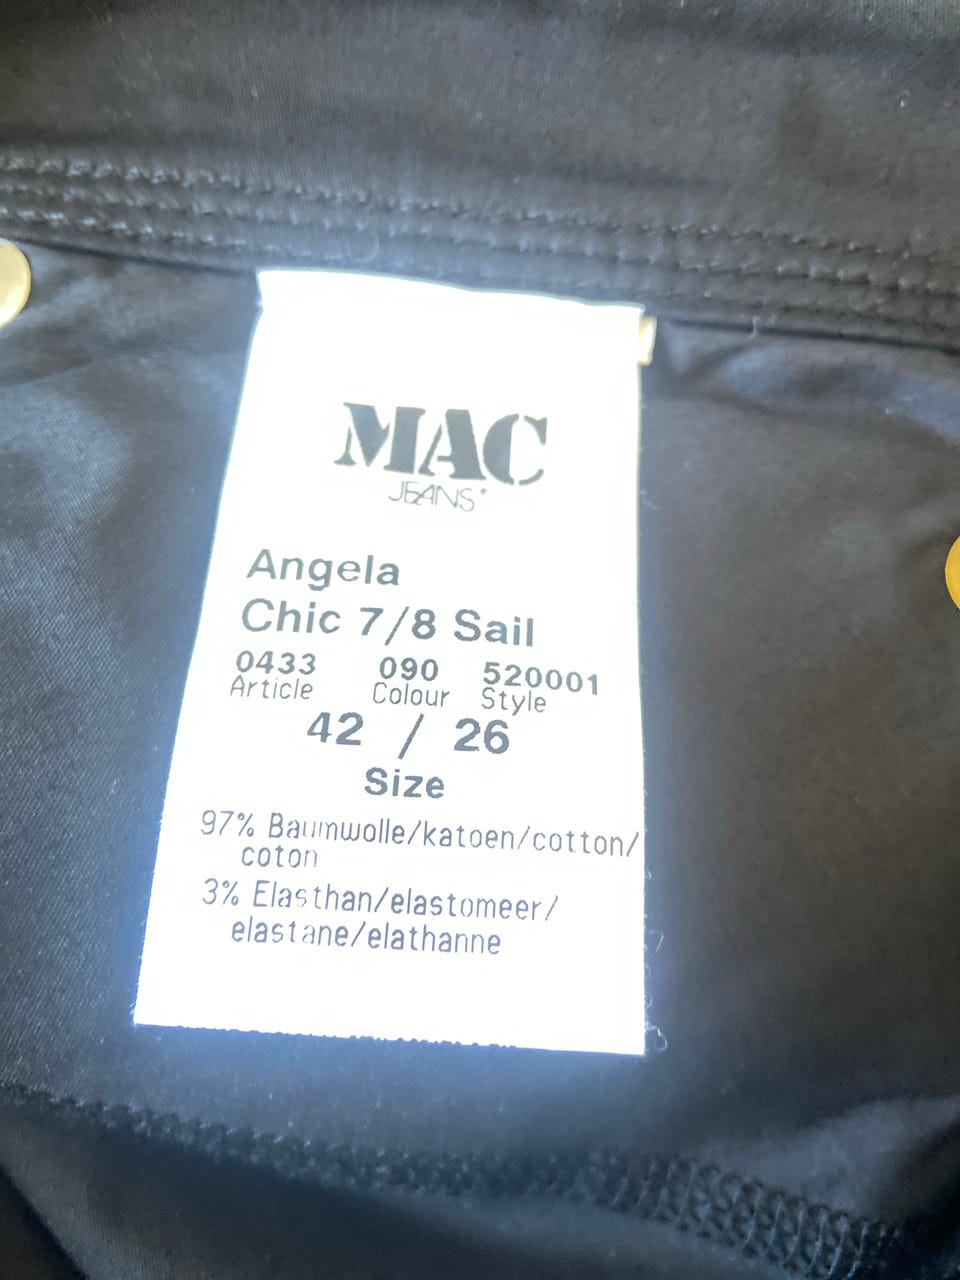 MAC
JEANS
Angela
Chic 7/8 Sail
0433 090 520001
Article Colour Style
42 / 26
Size
97% Baumwolle/katoen/cotton/
coton
3% Elasthan/elastomeer/
elastane/elathanne